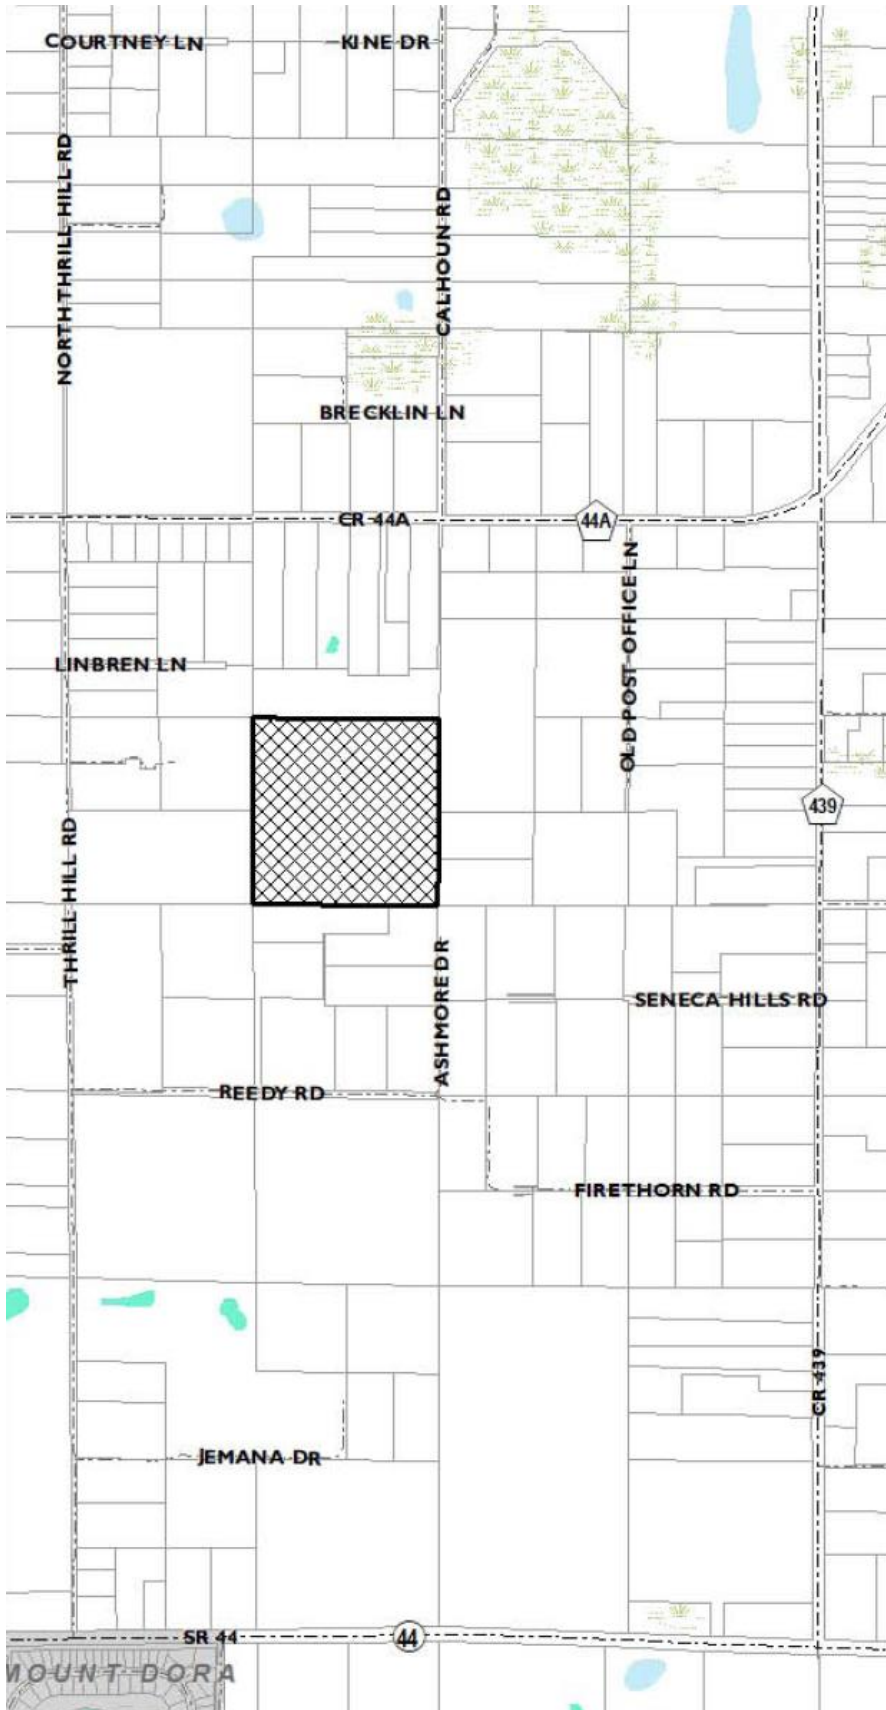 COURTNEY LN
KINE DR
NORTH THRILL HILL RD
CALHOUN RD
BRECKLIN LN
CR 44A
44A
OLD POST OFFICE LN
LINBREN LN
439
THRILL HILL RD
ASHMORE DR
SENECA HILLS RD
REEDY RD
FIRETHORN RD
CR 439
JEMANA DR
SR 44
44
MOUNT DORA